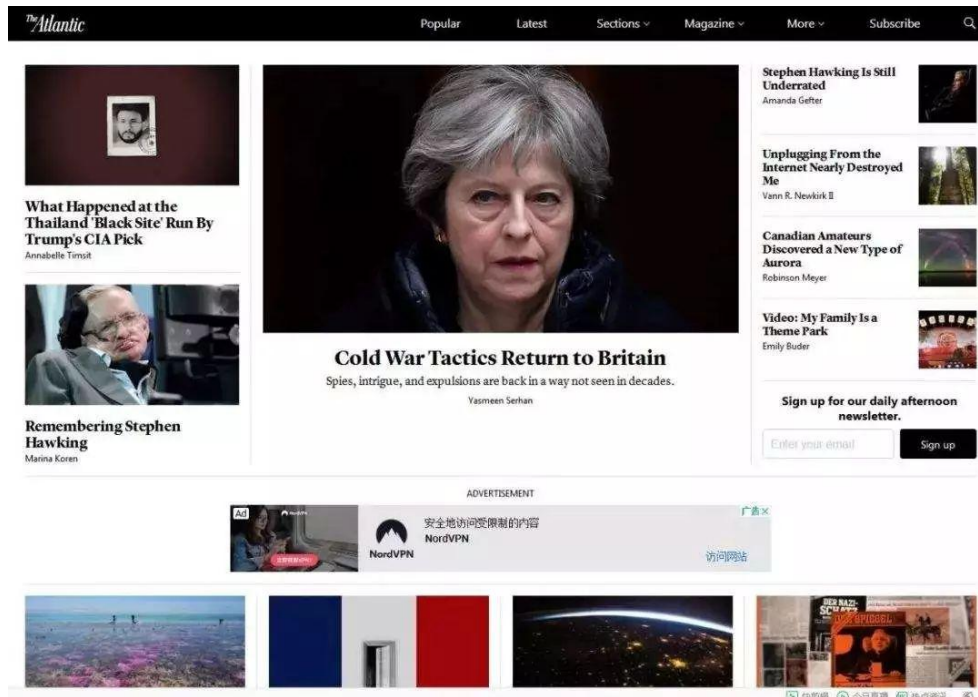 The Atlantic
Popular Latest Sections Magazine More Subscribe
What Happened at the
Thailand 'Black Site' Run By
Trump's CIA Pick
Annabelle Timsit
Remembering Stephen
Hawking
Marina Koren
Cold War Tactics Return to Britain
Spies, intrigue, and expulsions are back in a way not seen in decades.
Yasmeen Serhan
Stephen Hawking Is Still
Underrated
Amanda Gefter
Unplugging From the
Internet Nearly Destroyed
Me
Vann R. Newkirk II
Canadian Amateurs
Discovered a New Type of
Aurora
Robinson Meyer
Video: My Family Is a
Theme Park
Emily Buder
Sign up for our daily afternoon
newsletter.
Enter your email Sign up
ADVERTISEMENT
Ad
NordVPN
NordVPN
安全地访问受限制的内容
NordVPN
广告
访问网站
DER NAZI-
DER SPIEGEL